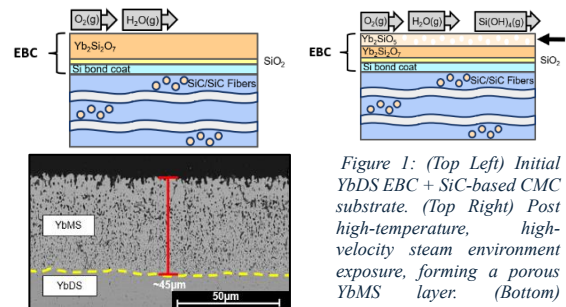 O₂(g) H₂O(g)
EBC
Yb₂Si₂O₇
SiO₂
Si bond coat
SiC/SiC Fibers
O₂(g) H₂O(g) Si(OH)₄(g)
EBC
Yb₂SiO₅
Yb₂Si₂O₇
SiO₂
Si bond coat
SiC/SiC Fibers
YbMS
YbDS
~45μm
50μm
Figure 1: (Top Left) Initial
YbDS EBC + SiC-based CMC
substrate. (Top Right) Post
high-temperature, high-
velocity steam environment
exposure, forming a porous
YbMS layer. (Bottom)